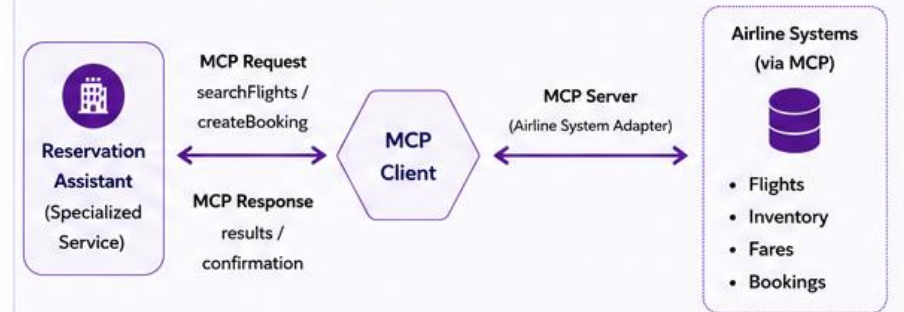 Reservation
Assistant
(Specialized
Service)
MCP Request
searchFlights /
createBooking
MCP Response
results /
confirmation
MCP
Client
MCP Server
(Airline System Adapter)
Airline Systems
(via MCP)
• Flights
• Inventory
• Fares
• Bookings